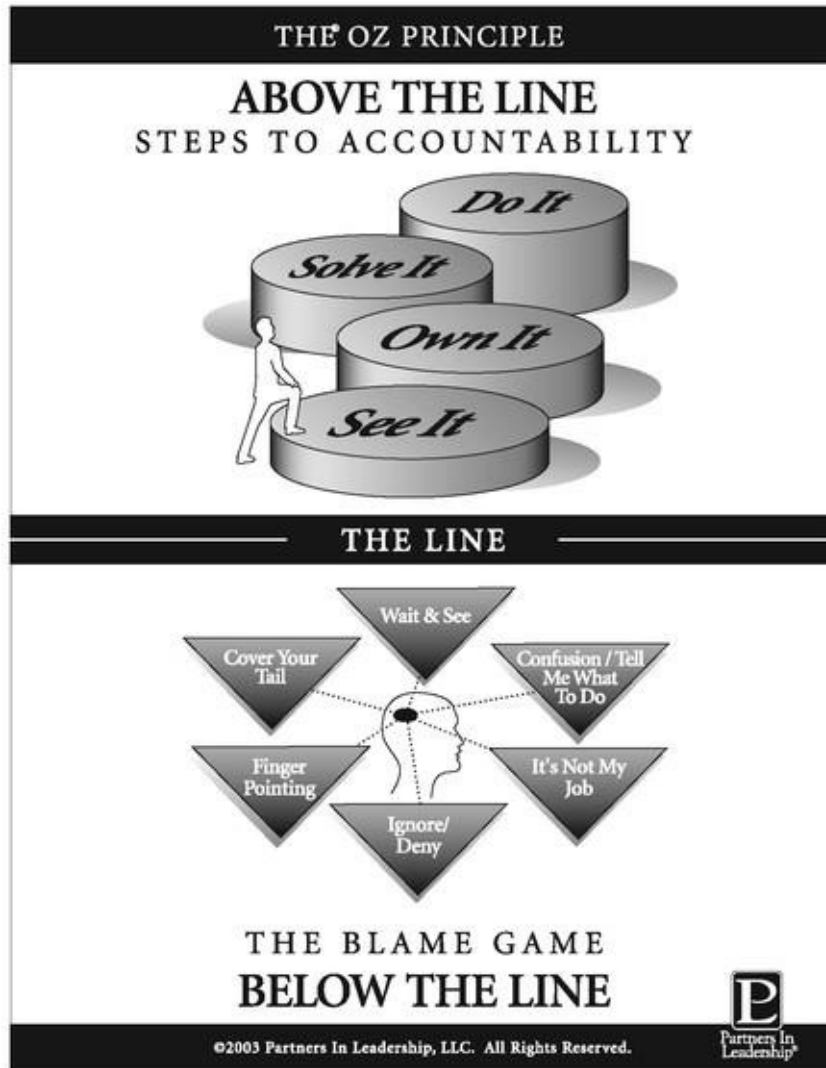 THE® OZ PRINCIPLE
ABOVE THE LINE
STEPS TO ACCOUNTABILITY
Do It
Solve It
Own It
See It
THE LINE
Wait & See
Cover Your
Tail
Confusion / Tell
Me What
To Do
Finger
Pointing
It's Not My
Job
Ignore/
Deny
THE BLAME GAME
BELOW THE LINE
P
Partners In
Leadership®
©2003 Partners In Leadership, LLC. All Rights Reserved.